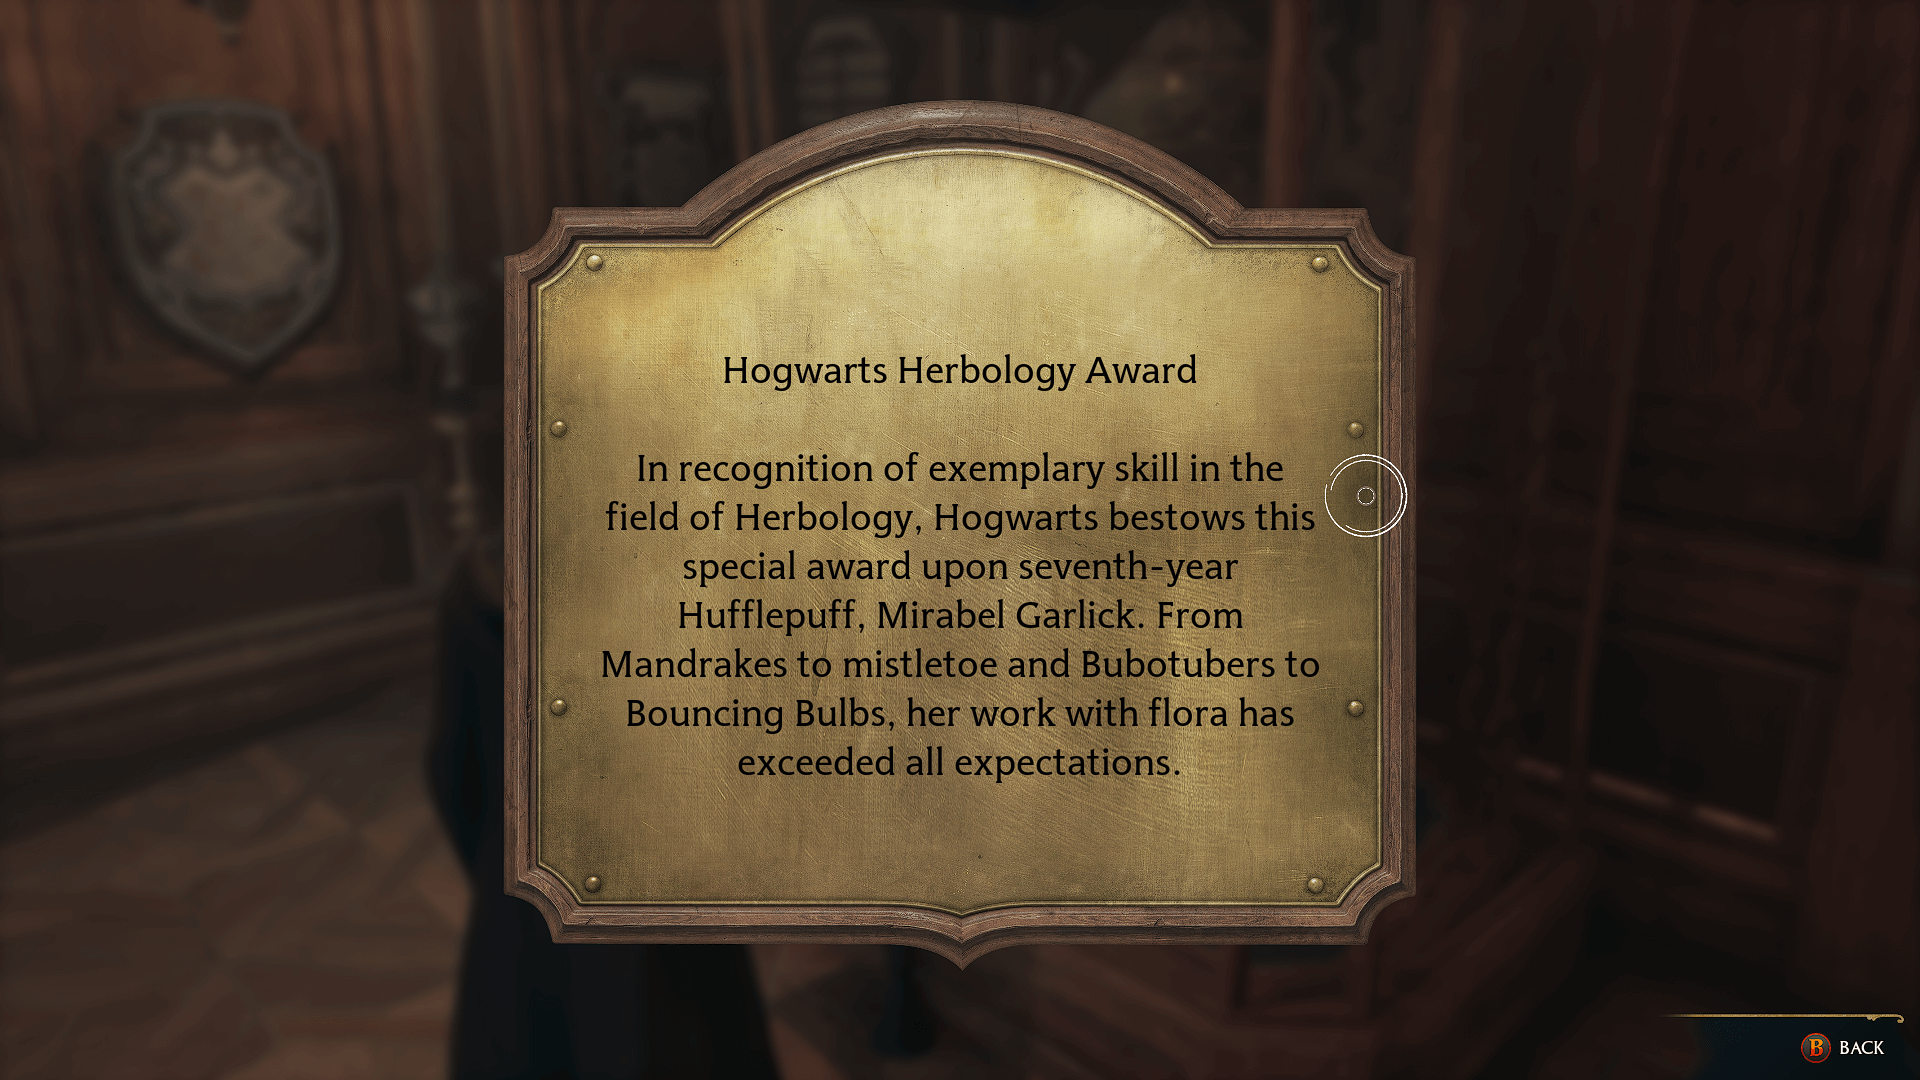 Hogwarts Herbology Award
In recognition of exemplary skill in the
field of Herbology, Hogwarts bestows this
special award upon seventh-year
Hufflepuff, Mirabel Garlick. From
Mandrakes to mistletoe and Bubotubers to
Bouncing Bulbs, her work with flora has
exceeded all expectations.
B BACK